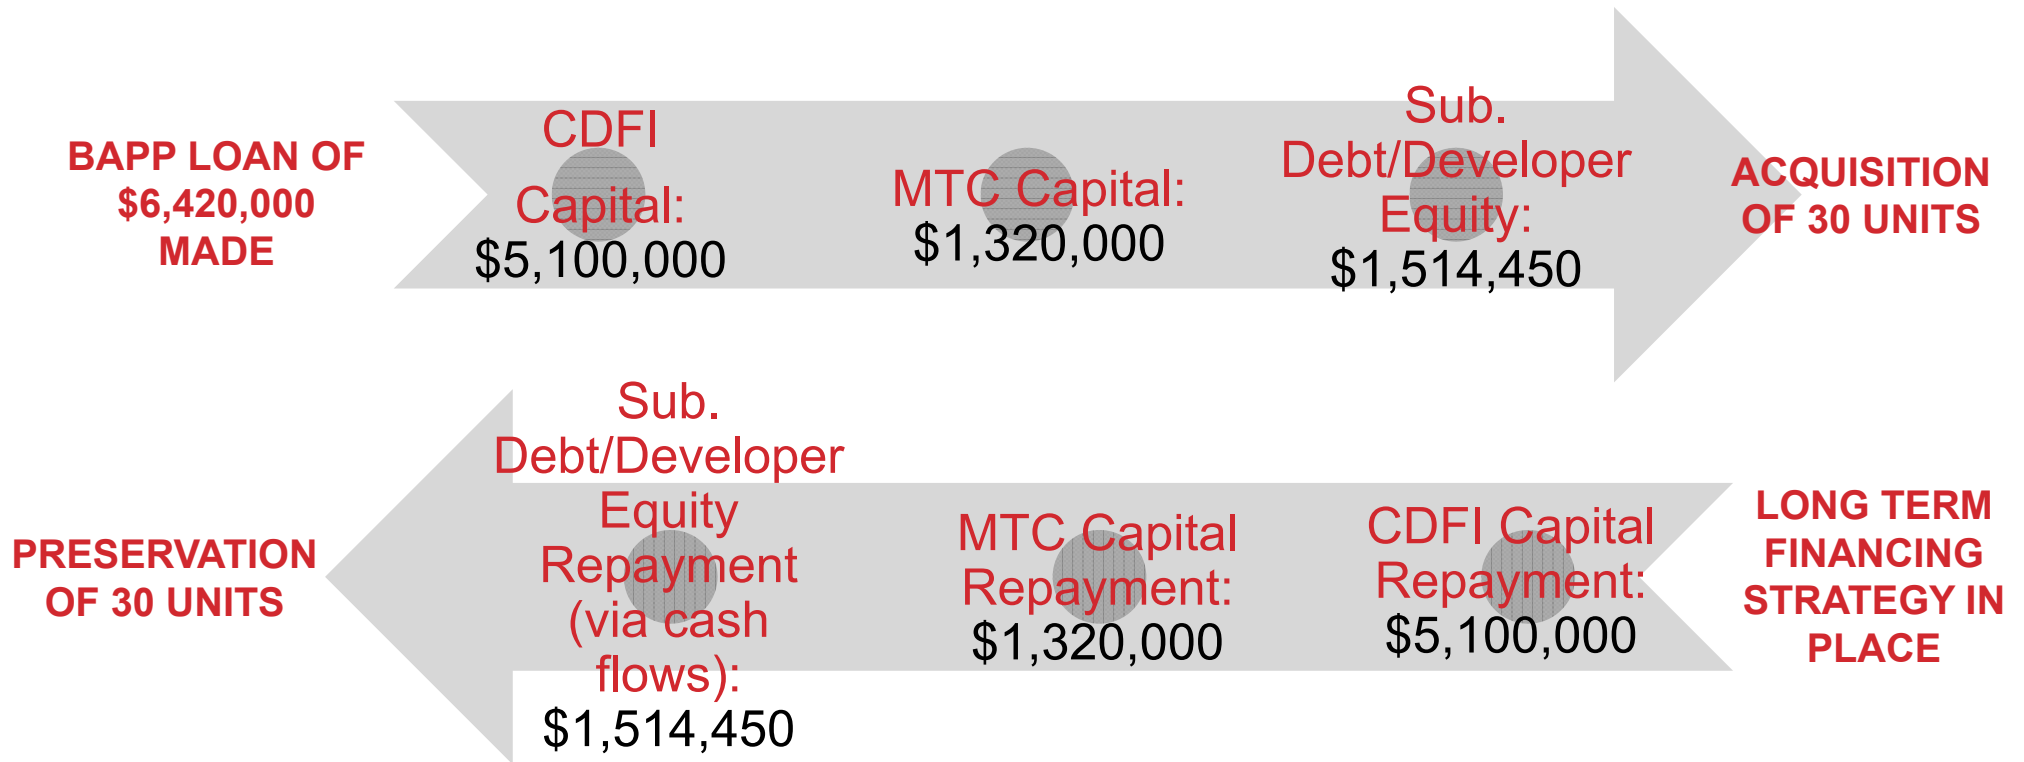 BAPP LOAN OF
$6,420,000
MADE
CDFI
Capital:
$5,100,000
MTC Capital:
$1,320,000
Sub.
Debt/Developer
Equity:
$1,514,450
ACQUISITION
OF 30 UNITS
PRESERVATION
OF 30 UNITS
Sub.
Debt/Developer
Equity
Repayment
(via cash
flows):
$1,514,450
MTC Capital
Repayment:
$1,320,000
CDFI Capital
Repayment:
$5,100,000
LONG TERM
FINANCING
STRATEGY IN
PLACE